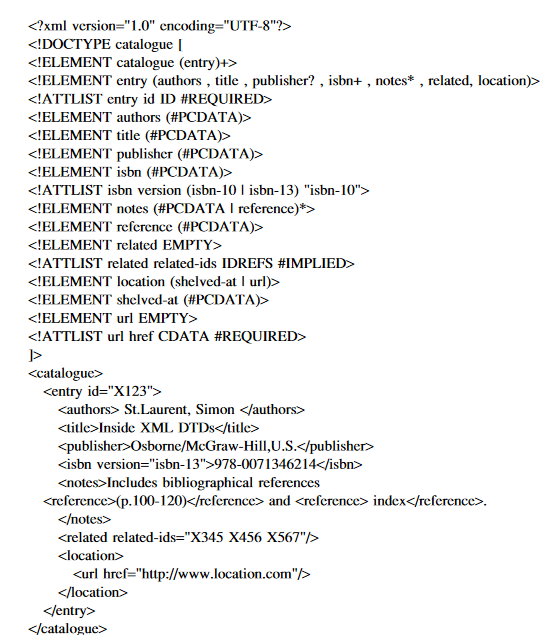 <?xml version="1.0" encoding="UTF-8"?>
<!DOCTYPE catalogue [
<!ELEMENT catalogue (entry)+>
<!ELEMENT entry (authors , title , publisher? , isbn+ , notes* , related, location)>
<!ATTLIST entry id ID #REQUIRED>
<!ELEMENT authors (#PCDATA)>
<!ELEMENT title (#PCDATA)>
<!ELEMENT publisher (#PCDATA)>
<!ELEMENT isbn (#PCDATA)>
<!ATTLIST isbn version (isbn-10 | isbn-13) "isbn-10">
<!ELEMENT notes (#PCDATA | reference)*>
<!ELEMENT reference (#PCDATA)>
<!ELEMENT related EMPTY>
<!ATTLIST related related-ids IDREFS #IMPLIED>
<!ELEMENT location (shelved-at | url)>
<!ELEMENT shelved-at (#PCDATA)>
<!ELEMENT url EMPTY>
<!ATTLIST url href CDATA #REQUIRED>
]>
<catalogue>
<entry id="X123">
<authors> St.Laurent, Simon </authors>
<title>Inside XML DTDs</title>
<publisher>Osborne/McGraw-Hill,U.S.</publisher>
<isbn version="isbn-13">978-0071346214</isbn>
<notes>Includes bibliographical references
<reference>(p.100-120)</reference> and <reference> index</reference>.
</notes>
<related related-ids="X345 X456 X567"/>
<location>
<url href="http://www.location.com"/>
</location>
</entry>
</catalogue>